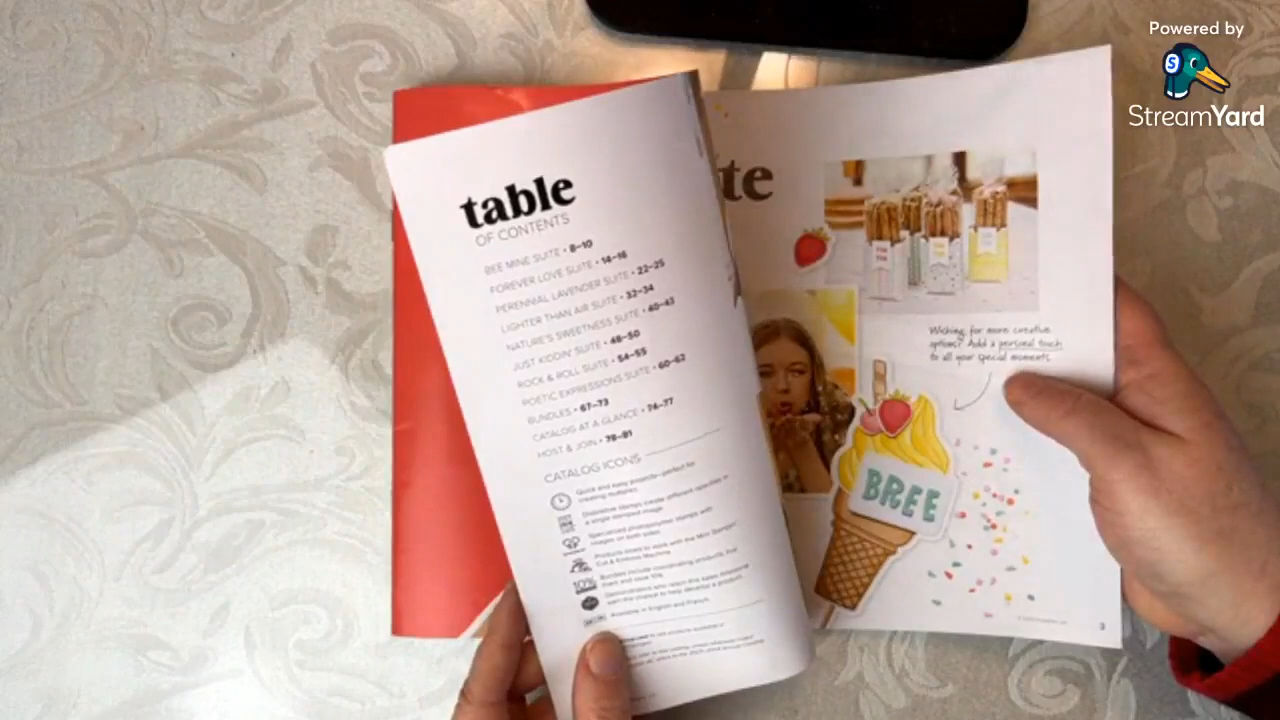 Powered by
StreamYard
table
OF CONTENTS
BEE MINE SUITE • 8–10
FOREVER LOVE SUITE • 14–16
PERENNIAL LAVENDER SUITE • 22–25
LIGHTER THAN AIR SUITE • 32–34
NATURE'S SWEETNESS SUITE • 40–43
JUST KIDDIN' SUITE • 48–50
ROCK & ROLL SUITE • 54–55
POETIC EXPRESSIONS SUITE • 60–62
BUNDLES • 67–73
CATALOG AT A GLANCE • 74–77
HOST & JOIN • 78–81
CATALOG ICONS
Quick and easy projects—perfect for
creating multiples.
Distinctive stamps create different opacities in
a single stamped image.
Specialized photopolymer stamps with
images on both sides.
Products sized to work with the Mini Stampin'
Cut & Emboss Machine.
10%
Bundles include coordinating products. Buy
them and save 10%.
Available in English and French.
te
Wishing for more creative
options? Add a personal touch
to all your special moments.
BREE
3